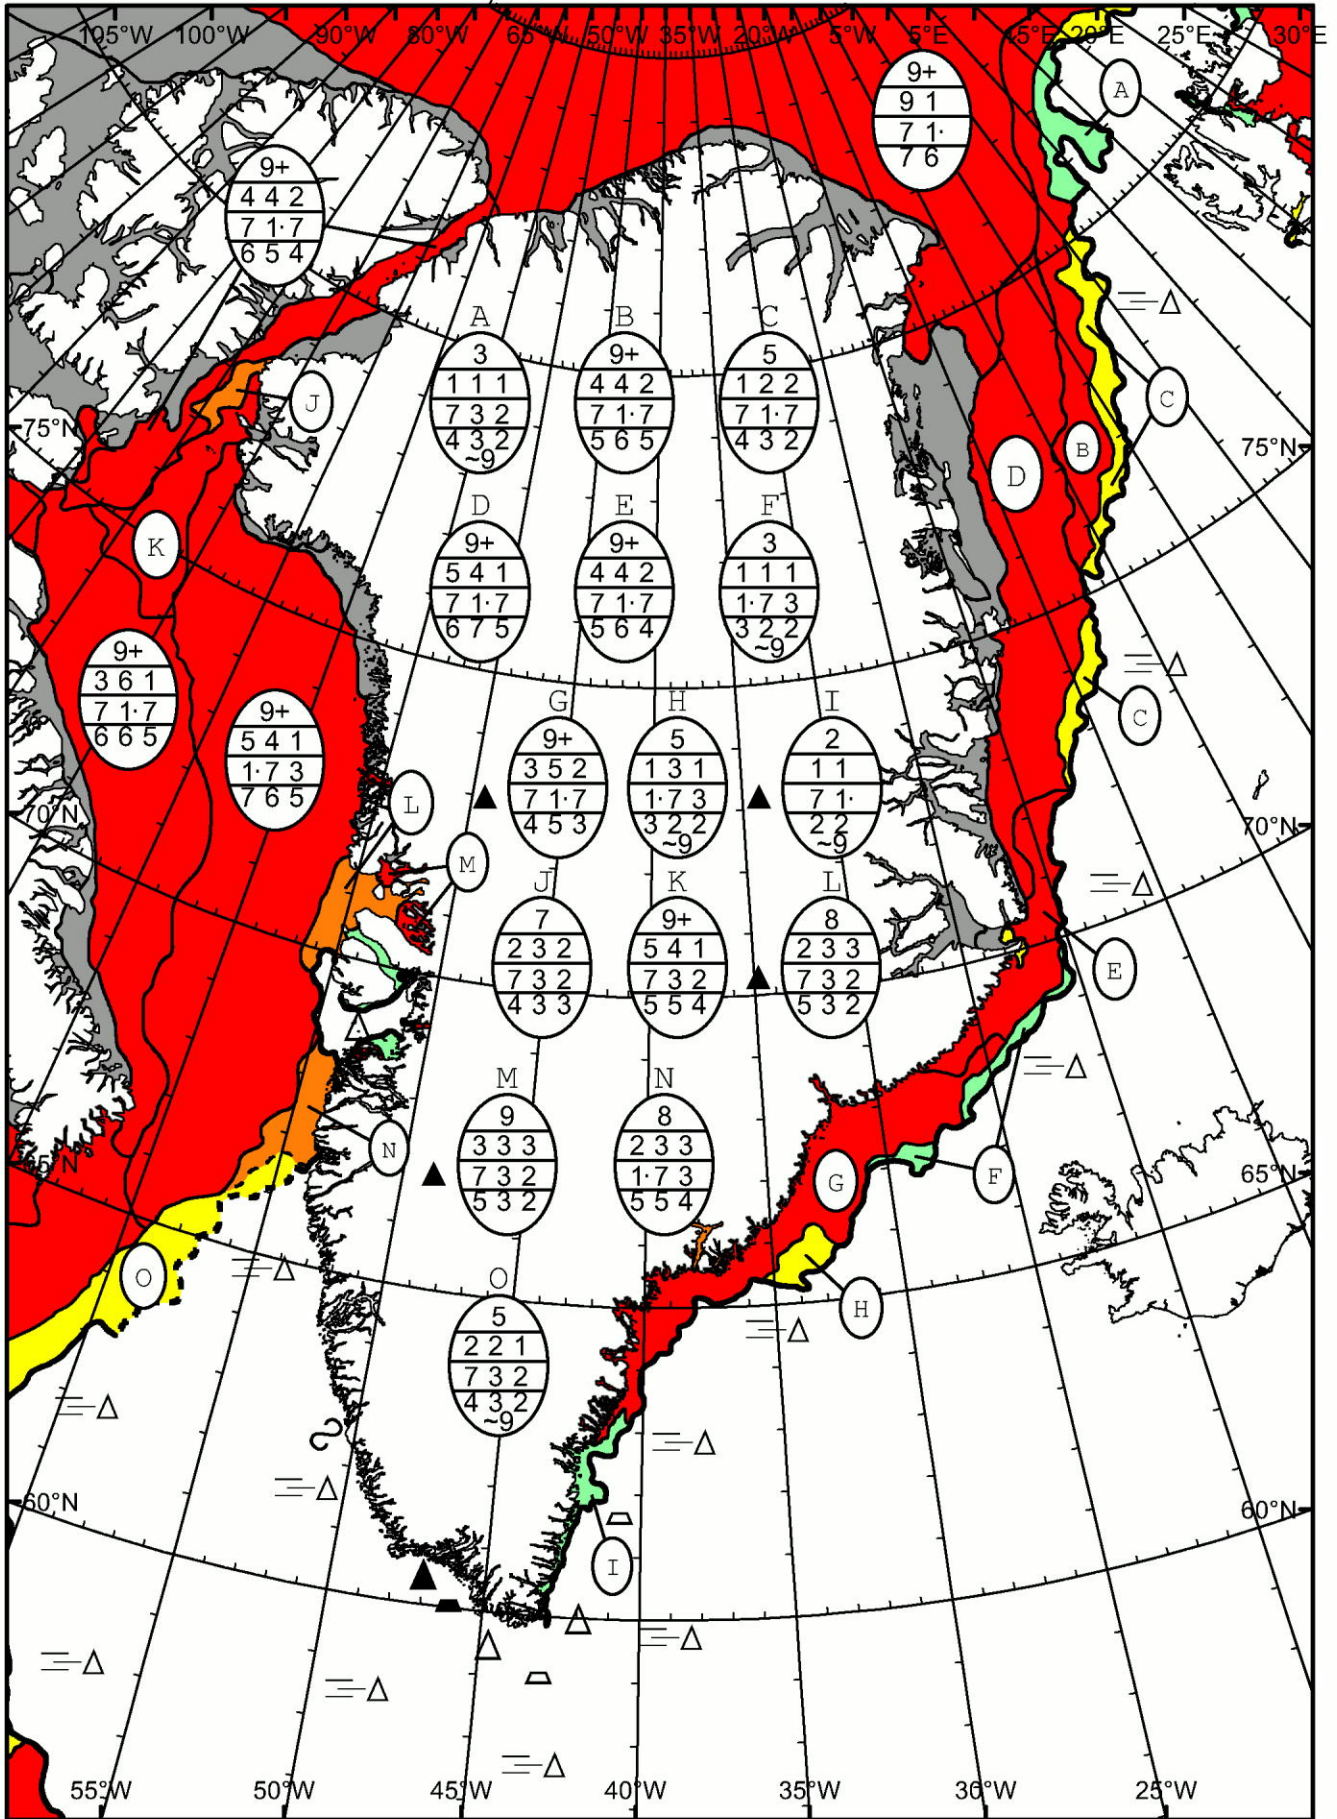 105°W 100°W 90°W 80°W 65°W 50°W 35°W 20°W 5°W 5°E 15°E 20°E 25°E 30°E
9+
9 1
7 1·
7 6
A
9+
4 4 2
7 1·7
6 5 4
A B C
3 9+ 5
1 1 1 4 4 2 1 2 2
7 3 2 7 1·7 7 1·7
4 3 2 5 6 5 4 3 2
~9
J
C
75°N B 75°N
D
D E F
9+ 9+ 3
5 4 1 4 4 2 1 1 1
7 1·7 7 1·7 1·7 3
6 7 5 5 6 4 3 2 2
~9
K
9+
3 6 1
7 1·7
6 6 5
9+
5 4 1
1·7 3
7 6 5
C
G H I
9+ 5 2
3 5 2 1 3 1 1 1
7 1·7 1·7 3 7 1·
4 5 3 3 2 2 2 2
~9 ~9
L
70°N 70°N
M
J K L
7 9+ 8
2 3 2 5 4 1 2 3 3
7 3 2 7 3 2 7 3 2
4 3 3 5 5 4 5 3 2
E
M N
9 8
3 3 3 2 3 3
7 3 2 1·7 3
5 3 2 5 5 4
N
65°N 65°N
G F
O H
O
5
2 2 1
7 3 2
4 3 2
~9
60°N 60°N
I
55°W 50°W 45°W 40°W 35°W 30°W 25°W